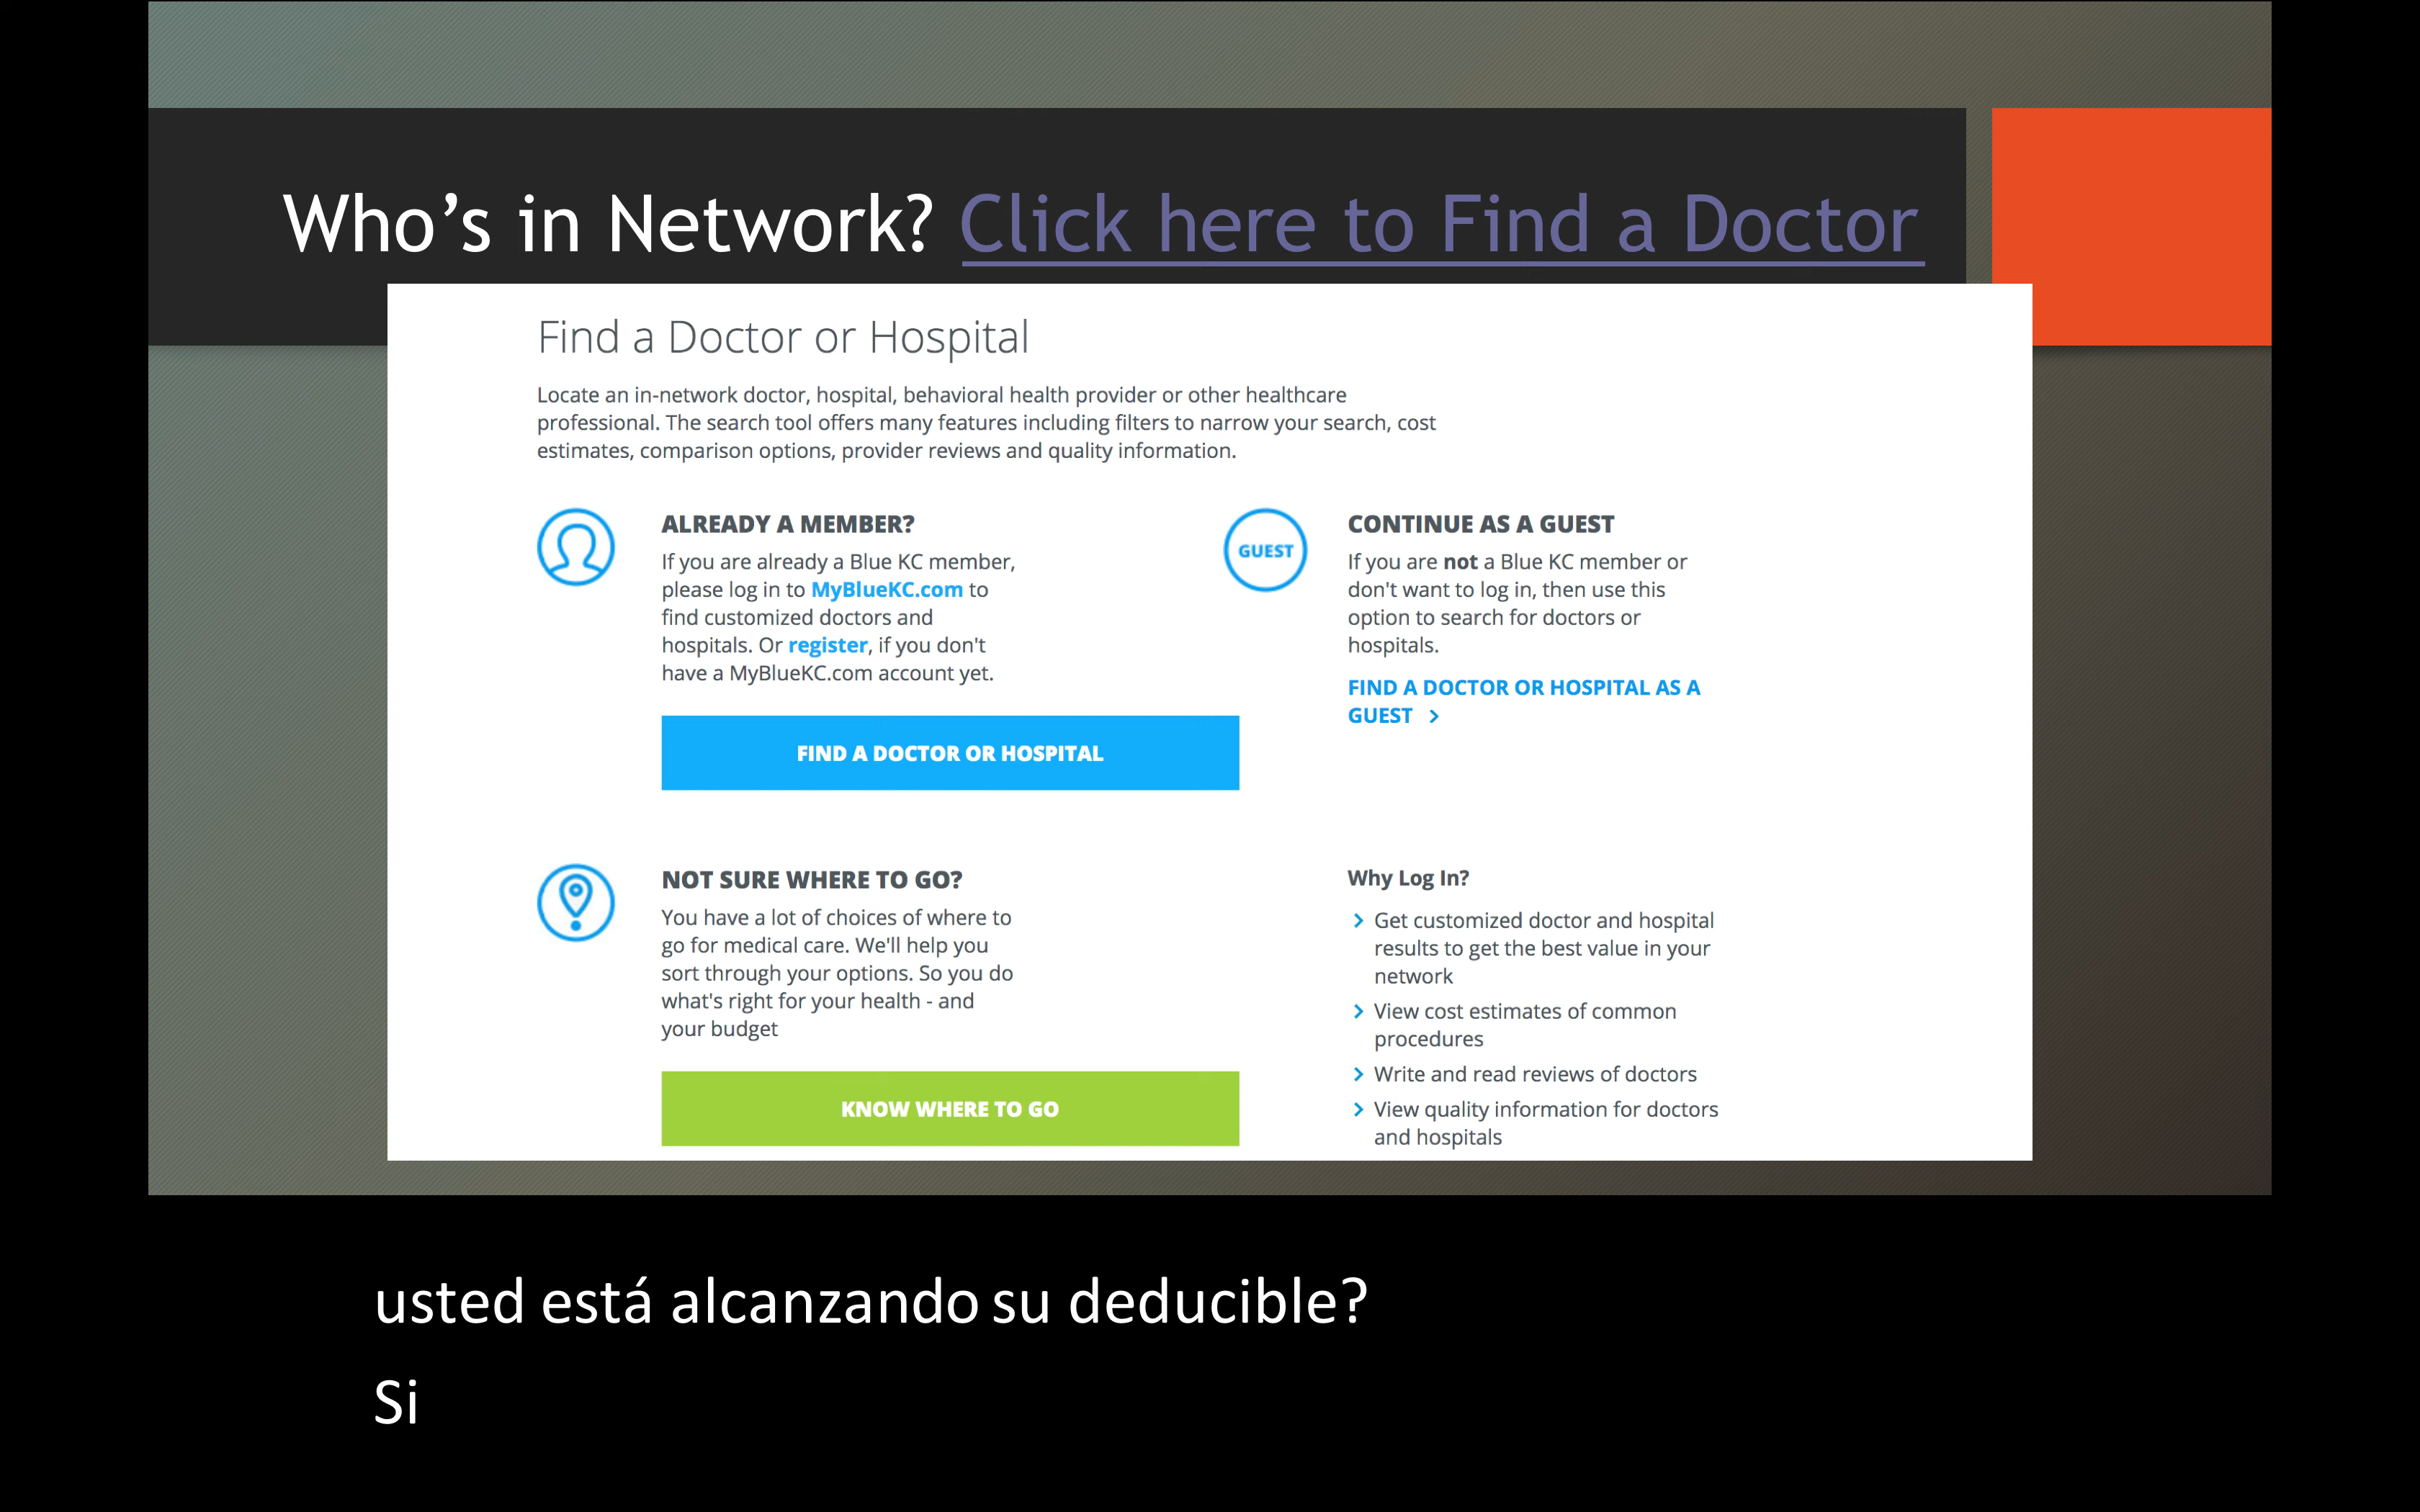 Who’s in Network? Click here to Find a Doctor
Find a Doctor or Hospital
Locate an in-network doctor, hospital, behavioral health provider or other healthcare
professional. The search tool offers many features including filters to narrow your search, cost
estimates, comparison options, provider reviews and quality information.
ALREADY A MEMBER?
If you are already a Blue KC member,
please log in to MyBlueKC.com to
find customized doctors and
hospitals. Or register, if you don't
have a MyBlueKC.com account yet.
FIND A DOCTOR OR HOSPITAL
GUEST
CONTINUE AS A GUEST
If you are not a Blue KC member or
don't want to log in, then use this
option to search for doctors or
hospitals.
FIND A DOCTOR OR HOSPITAL AS A
GUEST >
NOT SURE WHERE TO GO?
You have a lot of choices of where to
go for medical care. We'll help you
sort through your options. So you do
what's right for your health - and
your budget
KNOW WHERE TO GO
Why Log In?
> Get customized doctor and hospital
results to get the best value in your
network
> View cost estimates of common
procedures
> Write and read reviews of doctors
> View quality information for doctors
and hospitals
usted está alcanzando su deducible?
Si